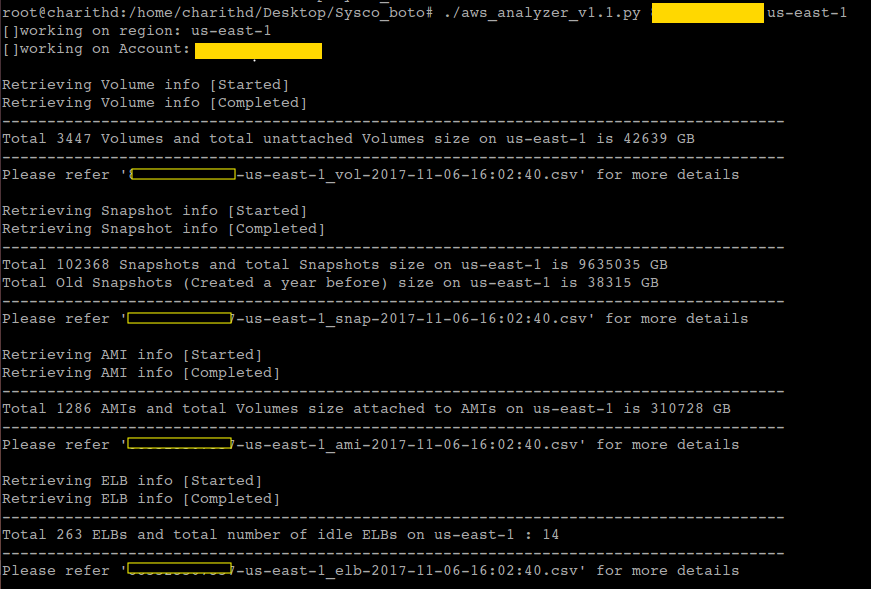 root@charithd:/home/charithd/Desktop/Sysco_boto# ./aws_analyzer_v1.1.py us-east-1
[]working on region: us-east-1
[]working on Account:
Retrieving Volume info [Started]
Retrieving Volume info [Completed]
---------------------------------------------------------------------------------------
Total 3447 Volumes and total unattached Volumes size on us-east-1 is 42639 GB
---------------------------------------------------------------------------------------
Please refer '-us-east-1_vol-2017-11-06-16:02:40.csv' for more details
Retrieving Snapshot info [Started]
Retrieving Snapshot info [Completed]
---------------------------------------------------------------------------------------
Total 102368 Snapshots and total Snapshots size on us-east-1 is 9635035 GB
Total Old Snapshots (Created a year before) size on us-east-1 is 38315 GB
---------------------------------------------------------------------------------------
Please refer '-us-east-1_snap-2017-11-06-16:02:40.csv' for more details
Retrieving AMI info [Started]
Retrieving AMI info [Completed]
---------------------------------------------------------------------------------------
Total 1286 AMIs and total Volumes size attached to AMIs on us-east-1 is 310728 GB
---------------------------------------------------------------------------------------
Please refer '-us-east-1_ami-2017-11-06-16:02:40.csv' for more details
Retrieving ELB info [Started]
Retrieving ELB info [Completed]
---------------------------------------------------------------------------------------
Total 263 ELBs and total number of idle ELBs on us-east-1 : 14
---------------------------------------------------------------------------------------
Please refer '-us-east-1_elb-2017-11-06-16:02:40.csv' for more details